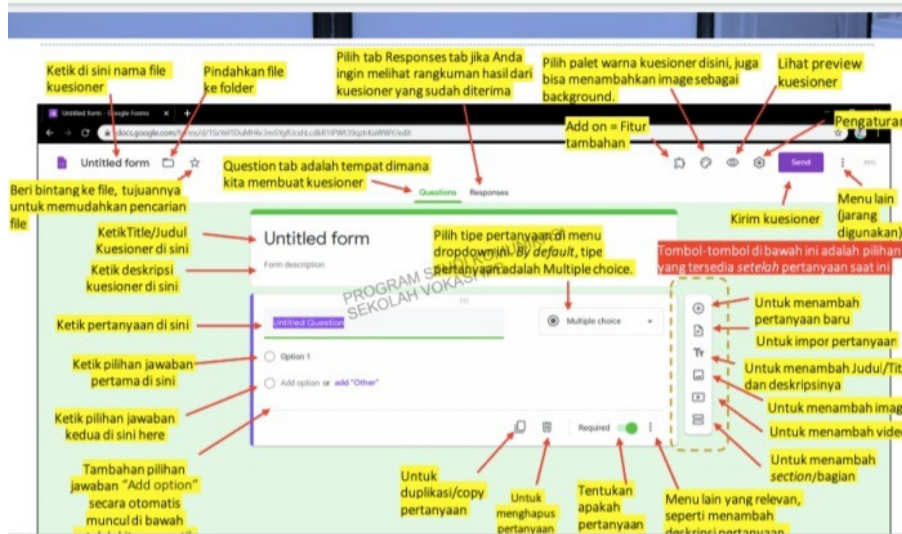 Ketik di sini nama file
kuesioner
Pindahkan file
ke folder
Pilih tab Responses tab jika Anda
ingin melihat rangkuman hasil dari
kuesioner yang sudah diterima
Pilih palet warna kuesioner disini, juga
bisa menambahkan image sebagai
background.
Lihat preview
kuesioner
Untitled form - Google Forms
Add on = Fitur
tambahan
Pengaturan
Untitled form
Send
Question tab adalah tempat dimana
kita membuat kuesioner
Questions
Responses
Beri bintang ke file, tujuannya
untuk memudahkan pencarian
file
Kirim kuesioner
Menu lain
(jarang
digunakan)
KetikTitle/Judul
Kuesioner di sini
Ketik deskripsi
kuesioner di sini
Untitled form
Form description
Pilih tipe pertanyaan di menu
dropdown ini. By default, tipe
pertanyaan adalah Multiple choice.
Tombol-tombol di bawah ini adalah pilihan
yang tersedia setelah pertanyaan saat ini
PROGRAM
SEKOLAH
Ketik pertanyaan di sini
Untitled Question
Multiple choice
Untuk menambah
pertanyaan baru
Untuk impor pertanyaan
Ketik pilihan jawaban
pertama di sini
Option 1
Tr
Untuk menambah Judul/Tit
dan deskripsinya
Add option or add "Other"
Untuk menambah imag
Ketik pilihan jawaban
kedua di sini here
Untuk menambah vide
Required
Untuk menambah
section/bagian
Tambahan pilihan
jawaban "Add option"
secara otomatis
muncul di bawah
Untuk
duplikasi/copy
pertanyaan
Untuk
menghapus
pertanyaan
Tentukan
apakah
pertanyaan
Menu lain yang relevan,
seperti menambah
deskripsi pertanyaan